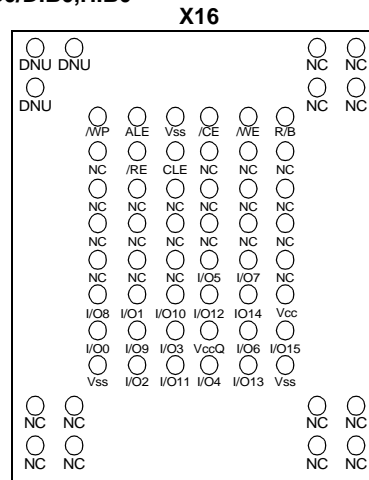 X16
DNU DNU NC NC
DNU NC NC
/WP ALE Vss /CE /WE R/B
NC /RE CLE NC NC NC
NC NC NC NC NC NC
NC NC NC NC NC NC
NC NC NC I/O5 I/O7 NC
I/O8 I/O1 I/O10 I/O12 IO14 Vcc
I/O0 I/O9 I/O3 VccQ I/O6 I/O15
Vss I/O2 I/O11 I/O4 I/O13 Vss
NC NC NC NC
NC NC NC NC